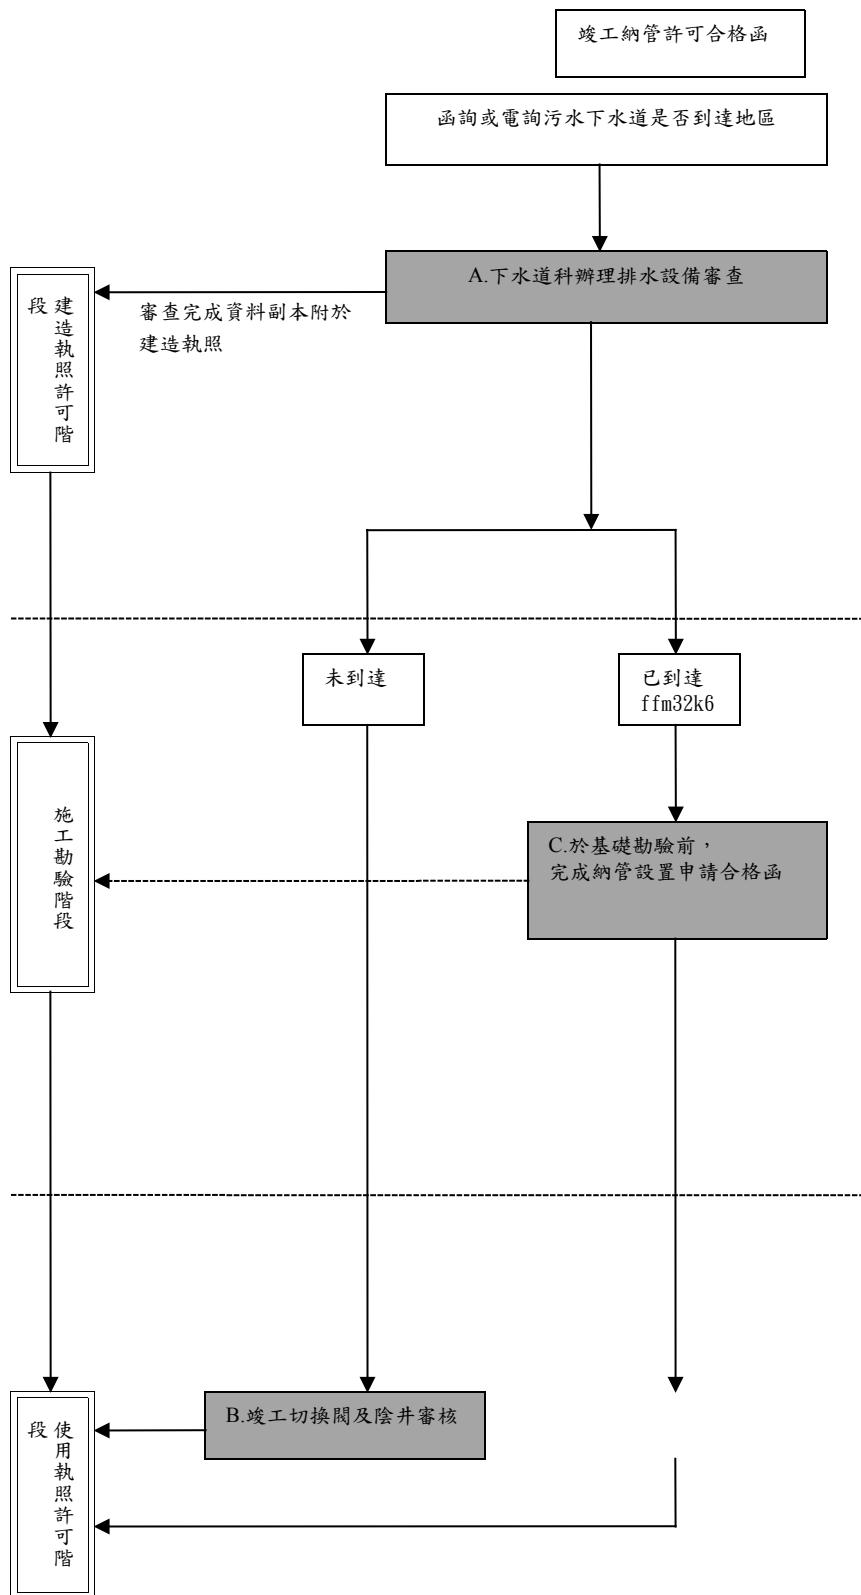 竣工納管許可合格函
函詢或電詢污水下水道是否到達地區
A.下水道科辦理排水設備審查
審查完成資料副本附於
建造執照
建造執照許可階
段
未到達
已到達
ffm32k6
施工勘驗階段
C.於基礎勘驗前，
完成納管設置申請合格函
B.竣工切換閥及陰井審核
使用執照許可階
段